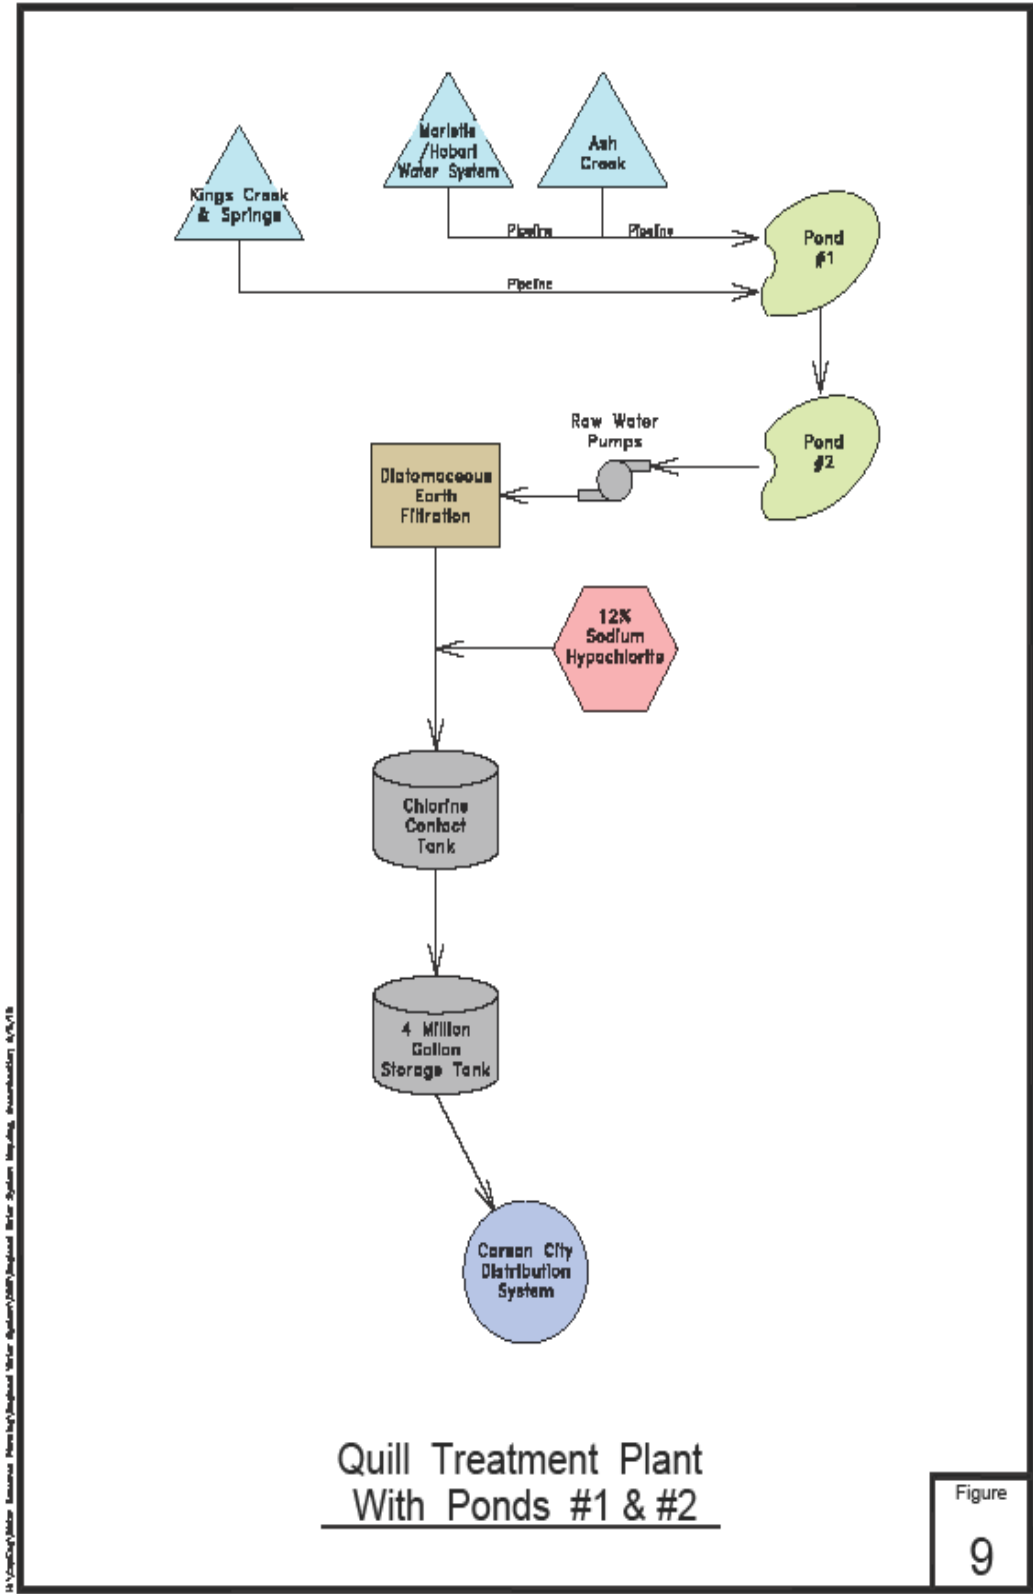 Marlette
/Hobart
Water System
Ash
Creek
Kings Creek
& Springs
Pipeline
Pipeline
Pond
#1
Pipeline
Raw Water
Pumps
Pond
#2
Diatomaceous
Earth
Filtration
12%
Sodium
Hypochlorite
Chlorine
Contact
Tank
4 Million
Gallon
Storage Tank
Carson City
Distribution
System
Quill Treatment Plant
With Ponds #1 & #2
Figure
9